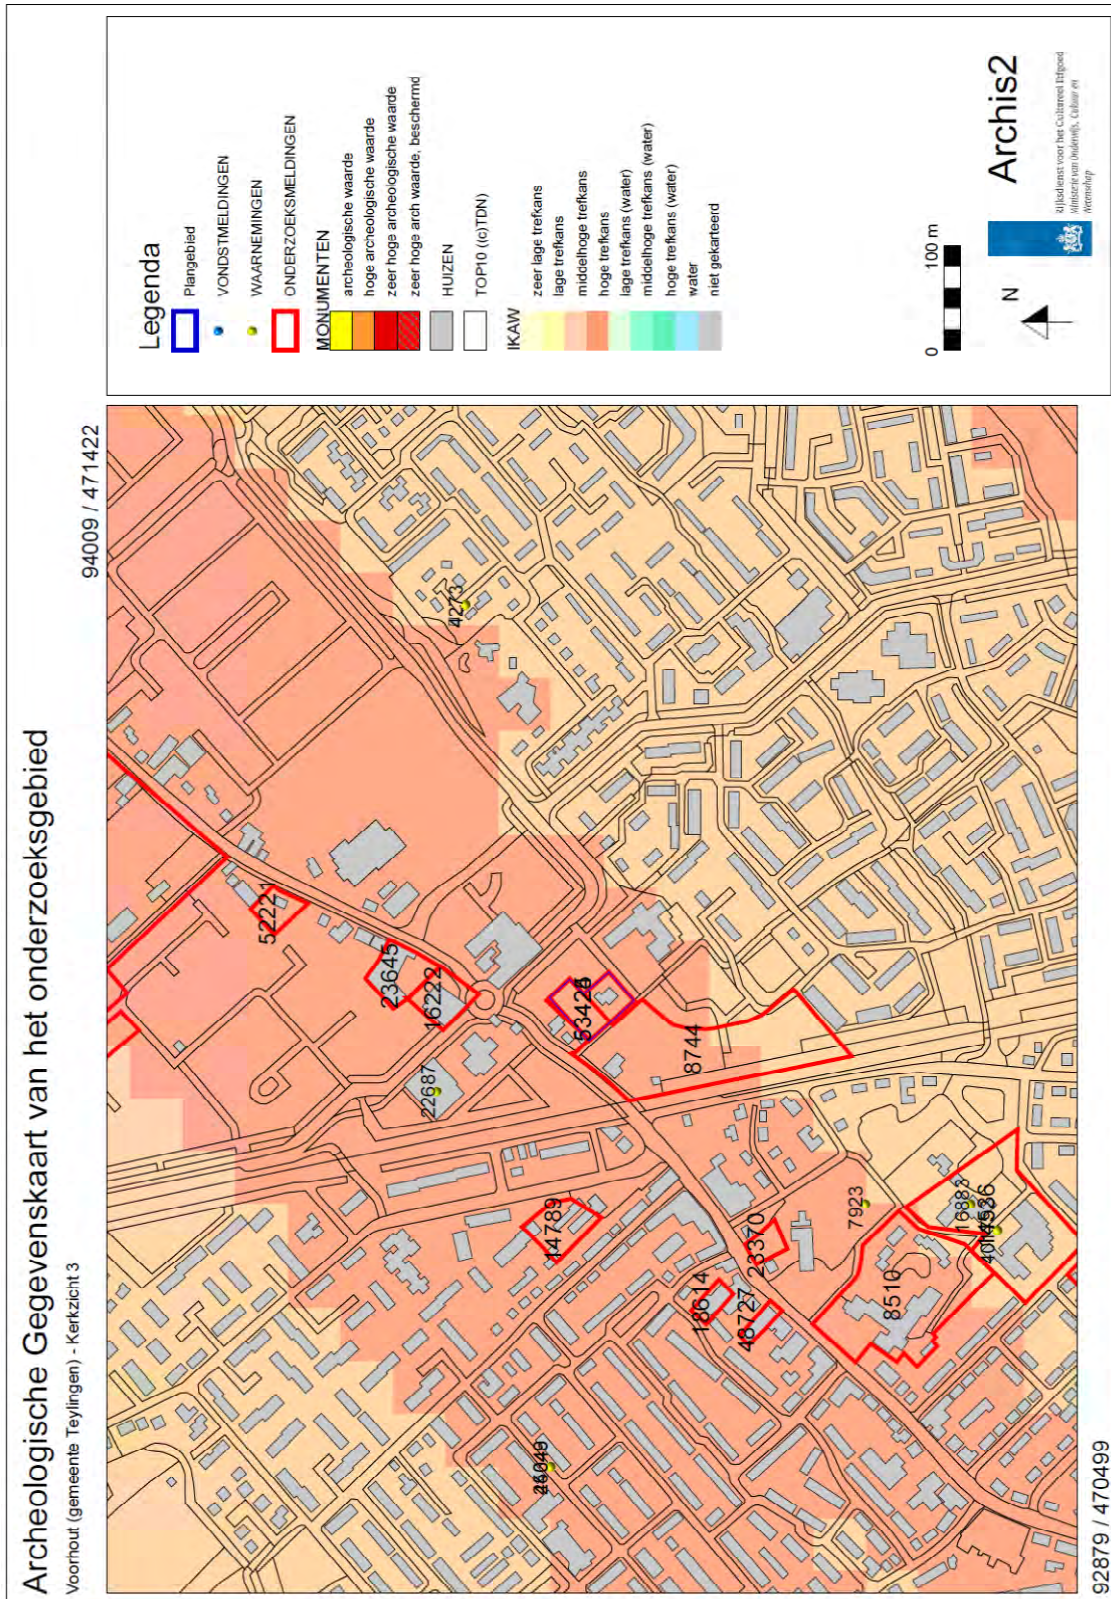 Archeologische Gegevenskaart van het onderzoeksgebied
Voorhout (gemeente Teylingen) - Kerkzicht 3
94009 / 471422
52221
23645
16222
22687
4273
8744
14789
18614
48727
23370
7923
16883
8510
92879 / 470499
Legenda
Plangebied
VONDSTMELDINGEN
WAARNEMINGEN
ONDERZOEKSMELDINGEN
MONUMENTEN
archeologische waarde
hoge archeologische waarde
zeer hoge archeologische waarde
zeer hoge arch waarde, beschermd
HUIZEN
TOP10 ((c)TDN)
IKAW
zeer lage trefkans
lage trefkans
middelhoge trefkans
hoge trefkans
lage trefkans (water)
middelhoge trefkans (water)
hoge trefkans (water)
water
niet gekarteerd
0 100 m
N
Archis2
Rijksdienst voor het Cultureel Erfgoed
Ministerie van Onderwijs, Cultuur en
Wetenschap